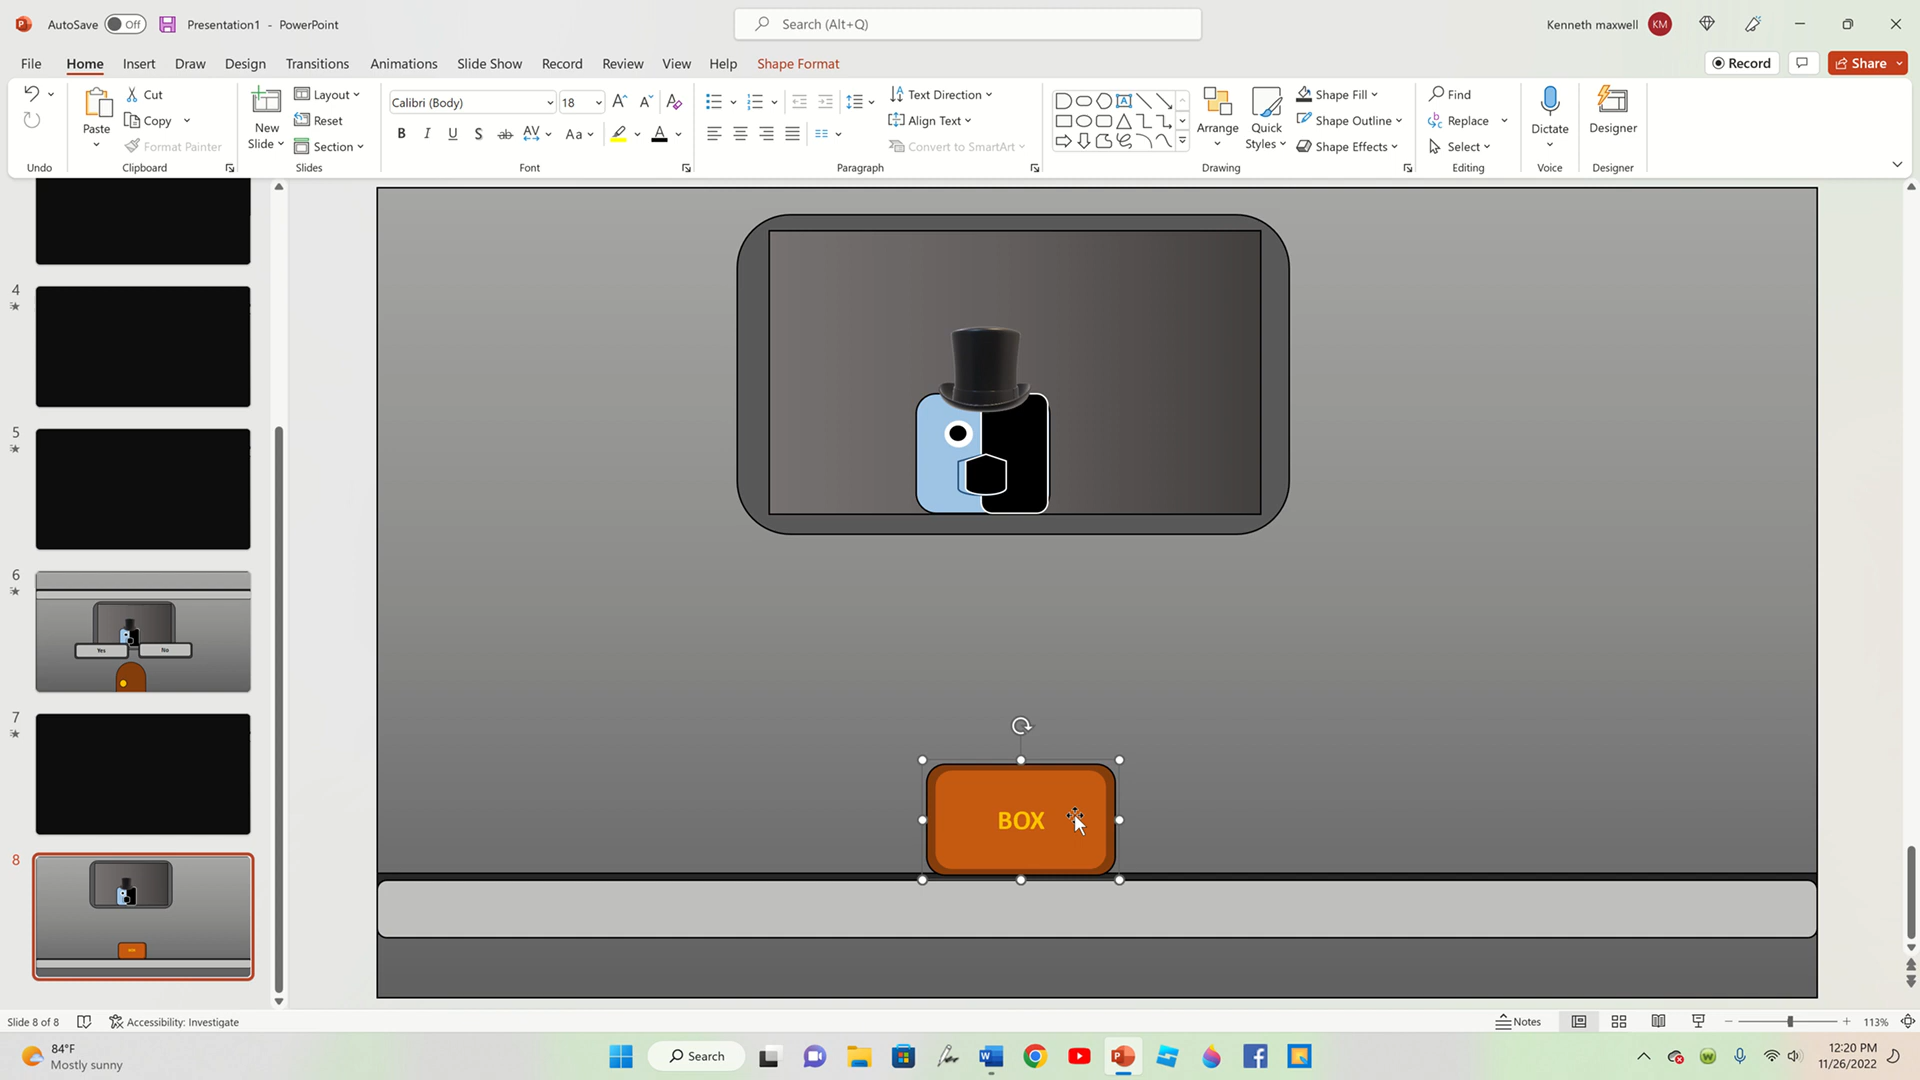 AutoSave Off Presentation1 - PowerPoint Search (Alt+Q) Kenneth maxwell KM
File Home Insert Draw Design Transitions Animations Slide Show Record Review View Help Shape Format Record Share
Cut
Copy
Format Painter
Paste
New
Slide
Layout
Reset
Section
Calibri (Body) 18
B I U S ab AV Aa A
Text Direction
Align Text
Convert to SmartArt
Arrange
Quick
Styles
Shape Fill
Shape Outline
Shape Effects
Find
Replace
Select
Dictate
Designer
Undo Clipboard Slides Font Paragraph Drawing Editing Voice Designer
4
5
6
Yes No
7
8
BOX
BOX
Slide 8 of 8 Accessibility: Investigate Notes 113%
84°F
Mostly sunny
Search
12:20 PM
11/26/2022